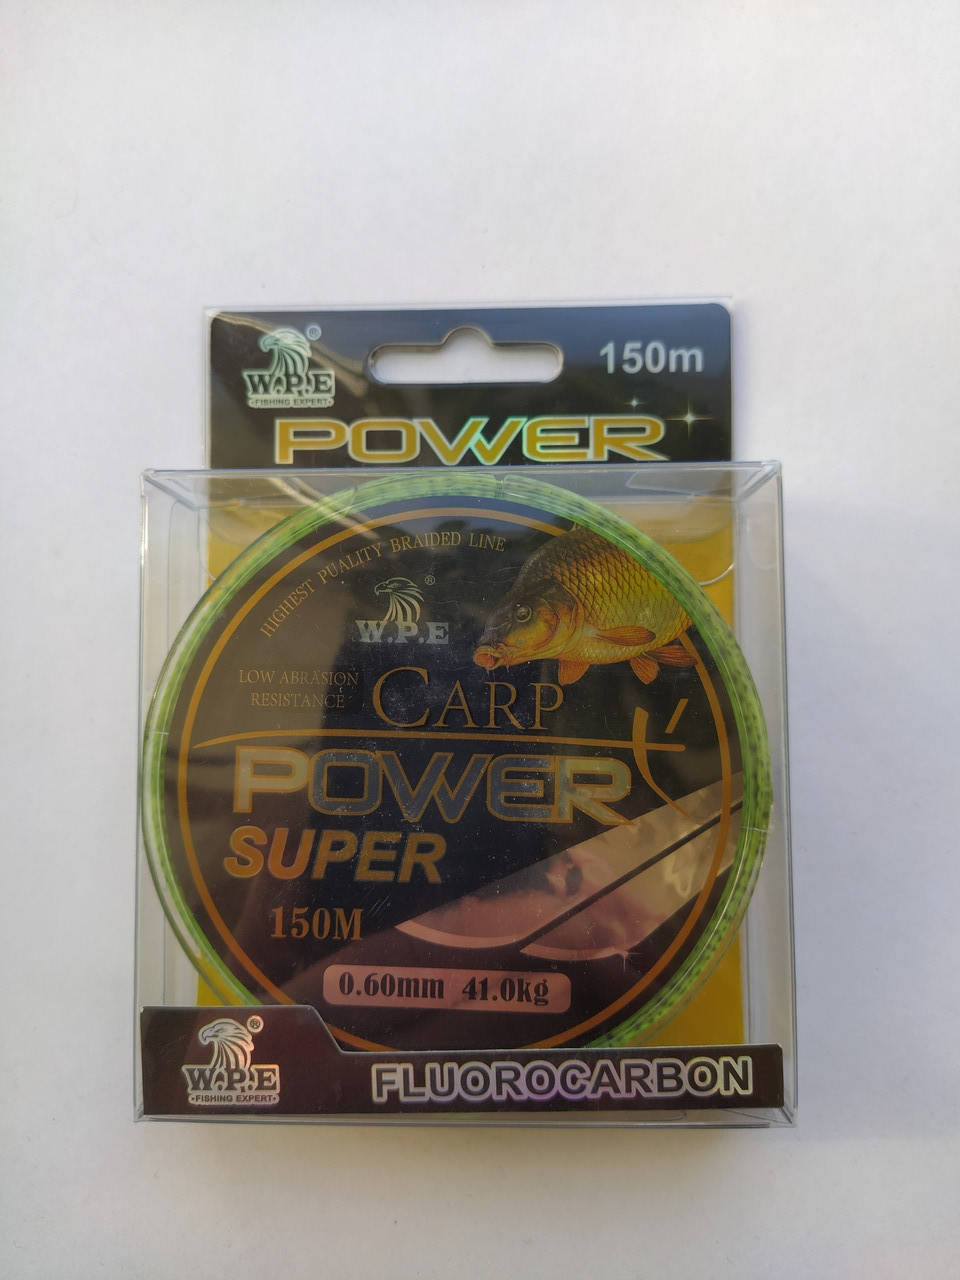 ®
W.P.E
·FISHING EXPERT·
150m
POWER
HIGHEST PUALITY BRAIDED LINE
®
W.P.E
LOW ABRASION
RESISTANCE
CARP
POWER
SUPER
150M
0.60mm 41.0kg
®
W.P.E
·FISHING EXPERT·
FLUOROCARBON